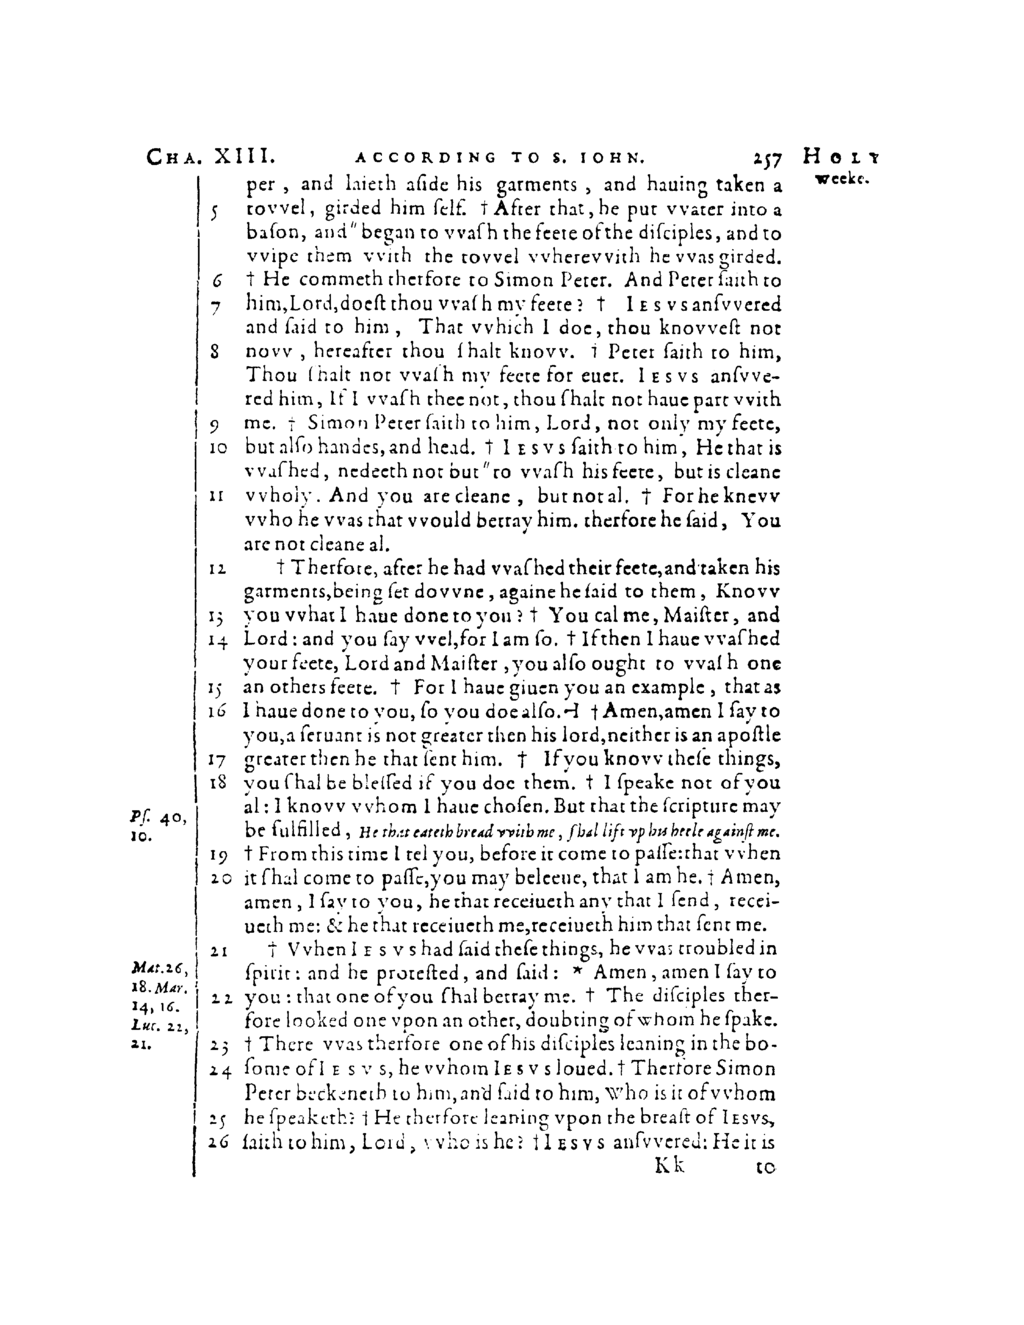 CHA. XIII. ACCORDING TO S. IOHN. 257 HOLY
weeke.
per , and laieth aſide his garments , and hauing taken a
5 tovvel, girded him ſelf. † After that, he put vvater into a
baſon, and " began to vvaſh the feete of the diſciples, and to
vvipe them vvith the tovvel vvherevvith he vvas girded.
6 † He commeth therfore to Simon Peter. And Peter ſaith to
7 him, Lord, doeſt thou vvaſh my feete? † IESVS anſvvered
and ſaid to him , That vvhich I doe, thou knovveſt not
8 novv , hereafter thou ſhalt knovv. † Peter ſaith to him,
Thou ſhalt not vvaſh my feete for euer. IESVS anſvve-
red him, If I vvaſh thee not, thou ſhalt not haue part vvith
9 me. † Simon Peter ſaith to him, Lord, not only my feete,
10 but alſo handes, and head. † IESVS ſaith to him, He that is
vvaſhed, nedeeth not but " to vvaſh his feete, but is cleane
11 vvholy. And you are cleane , but not al. † For he knevv
vvho he vvas that vvould betray him. therfore he ſaid, You
are not cleane al.
12 † Therfore, after he had vvaſhed their feete, and taken his
garments, being ſet dovvne, againe he ſaid to them, Knovv
13 you vvhat I haue done to you? † You cal me, Maiſter, and
14 Lord: and you ſay vvel, for I am ſo. † If then I haue vvaſhed
your feete, Lord and Maiſter , you alſo ought to vvaſh one
15 an others feete. † For I haue giuen you an example , that as
16 I haue done to you, ſo you doe alſo. ⊣ † Amen, amen I ſay to
you, a ſeruant is not greater then his lord, neither is an apoſtle
17 greater then he that ſent him. † If you knovv theſe things,
18 you ſhal be bleſſed if you doe them. † I ſpeake not of you
al: I knovv vvhom I haue choſen. But that the ſcripture may
Pſ. 40,
10.
be fulfilled , He that eateth bread vvith me, ſhal lift vp his heele againſt me.
19 † From this time I tel you, before it come to paſſe: that vvhen
20 it ſhal come to paſſe, you may beleeue, that I am he. † Amen,
amen , I ſay to you, he that receiueth any that I ſend, recei-
ueth me: & he that receiueth me, receiueth him that ſent me.
21 † Vvhen IESVS had ſaid theſe things, he vvas troubled in
Mat. 26,
18. Mar.
14, 16.
Luc. 22,
21.
ſpirit: and he proteſted, and ſaid: * Amen, amen I ſay to
22 you: that one of you ſhal betray me. † The diſciples ther-
fore looked one vpon an other, doubting of whom he ſpake.
23 † There vvas therfore one of his diſciples leaning in the bo-
24 ſome of IESVS, he vvhom IESVS loued. † Therfore Simon
Peter beckeneth to him, and ſaid to him, Who is it of vvhom
25 he ſpeaketh? † He therfore leaning vpon the breaſt of IESVS,
26 ſaith to him, Lord, vvho is he? † IESVS anſvvered: He it is
Kk to